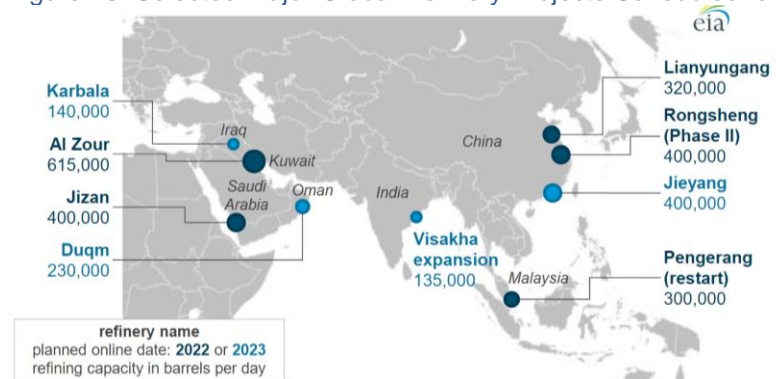 eia
Karbala
140,000
Al Zour
615,000
Jizan
400,000
Duqm
230,000
Iraq
Kuwait
Saudi
Arabia
Oman
India
China
Malaysia
Visakha
expansion
135,000
Lianyungang
320,000
Rongsheng
(Phase II)
400,000
Jieyang
400,000
Pengerang
(restart)
300,000
refinery name
planned online date: 2022 or 2023
refining capacity in barrels per day